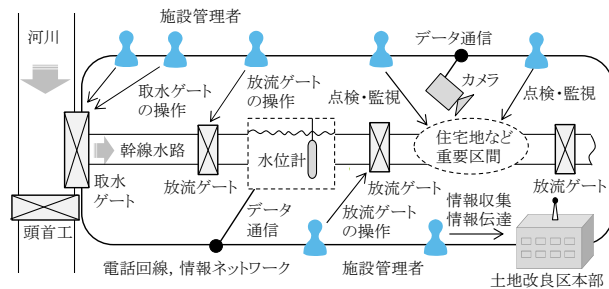 施設管理者
河川
データ通信
取水ゲート
の操作
放流ゲート
の操作
点検・監視
カメラ
点検・監視
幹線水路
水位計
住宅地など
重要区間
取水
ゲート
放流ゲート
放流ゲート
放流ゲート
頭首工
データ
通信
放流ゲート
の操作
情報収集
情報伝達
電話回線，情報ネットワーク
施設管理者
土地改良区本部